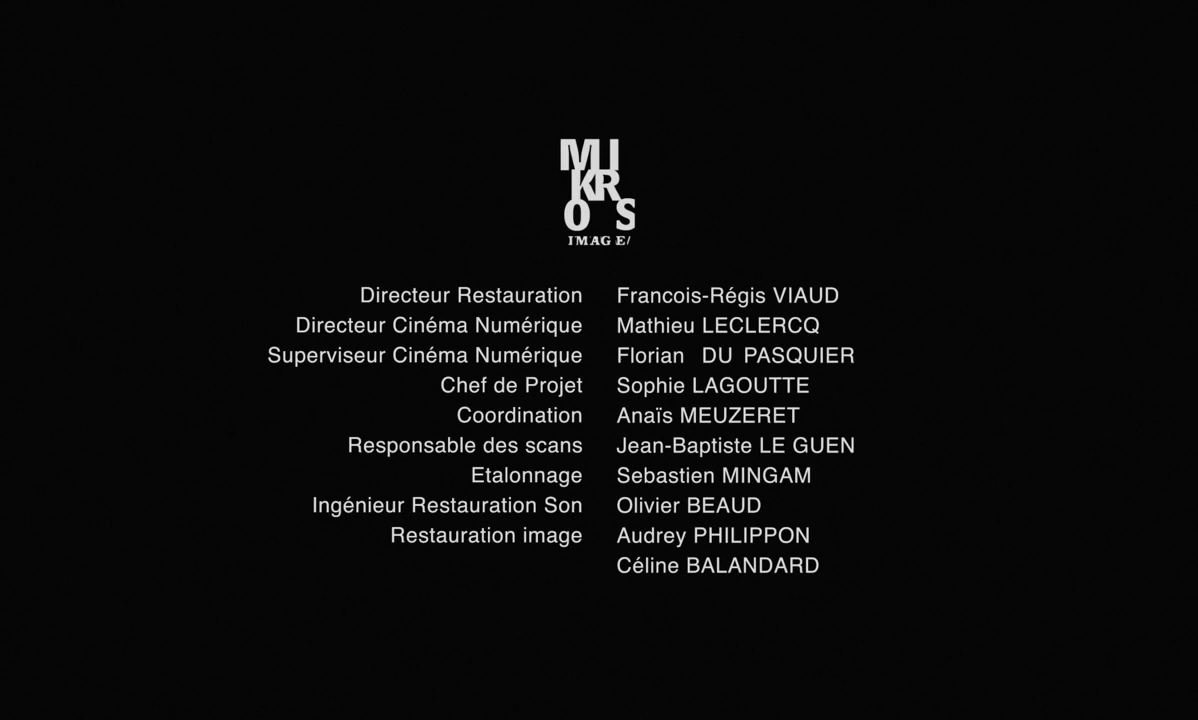 MI
KR
O S
IMAGE/
Directeur Restauration Francois-Régis VIAUD
Directeur Cinéma Numérique Mathieu LECLERCQ
Superviseur Cinéma Numérique Florian DU PASQUIER
Chef de Projet Sophie LAGOUTTE
Coordination Anaïs MEUZERET
Responsable des scans Jean-Baptiste LE GUEN
Etalonnage Sebastien MINGAM
Ingénieur Restauration Son Olivier BEAUD
Restauration image Audrey PHILIPPON
Céline BALANDARD